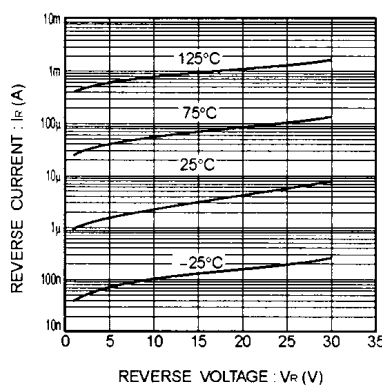 10m
1m
100μ
10μ
1μ
100n
10n
125°C
75°C
25°C
−25°C
0 5 10 15 20 25 30 35
REVERSE CURRENT : IR (A)
REVERSE VOLTAGE : VR (V)